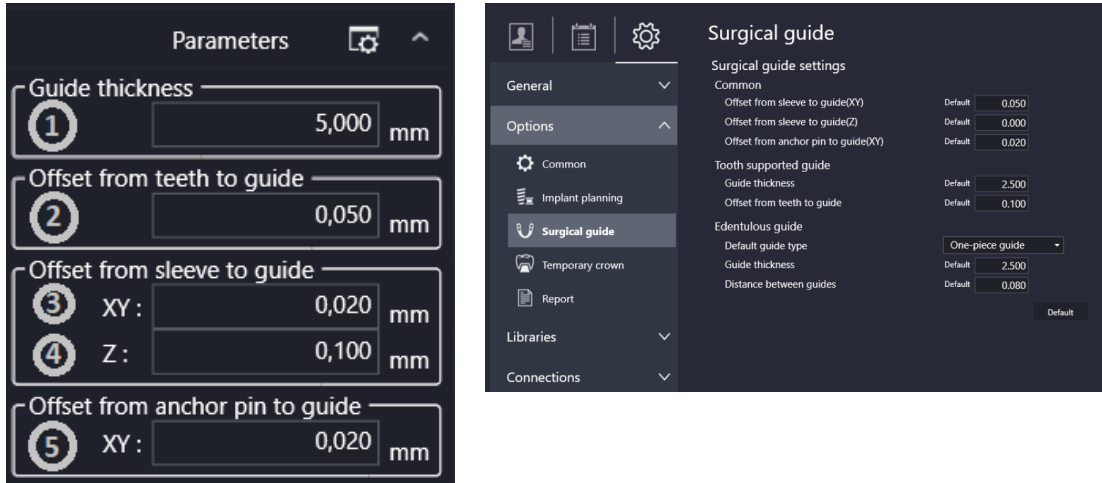 Parameters
Guide thickness
1 5,000 mm
Offset from teeth to guide
2 0,050 mm
Offset from sleeve to guide
3 XY : 0,020 mm
4 Z : 0,100 mm
Offset from anchor pin to guide
5 XY : 0,020 mm
Surgical guide
General
Options
Common
Implant planning
Surgical guide
Temporary crown
Report
Libraries
Connections
Surgical guide settings
Common
Offset from sleeve to guide(XY) Default 0.050
Offset from sleeve to guide(Z) Default 0.000
Offset from anchor pin to guide(XY) Default 0.020
Tooth supported guide
Guide thickness Default 2.500
Offset from teeth to guide Default 0.100
Edentulous guide
Default guide type One-piece guide
Guide thickness Default 2.500
Distance between guides Default 0.080
Default